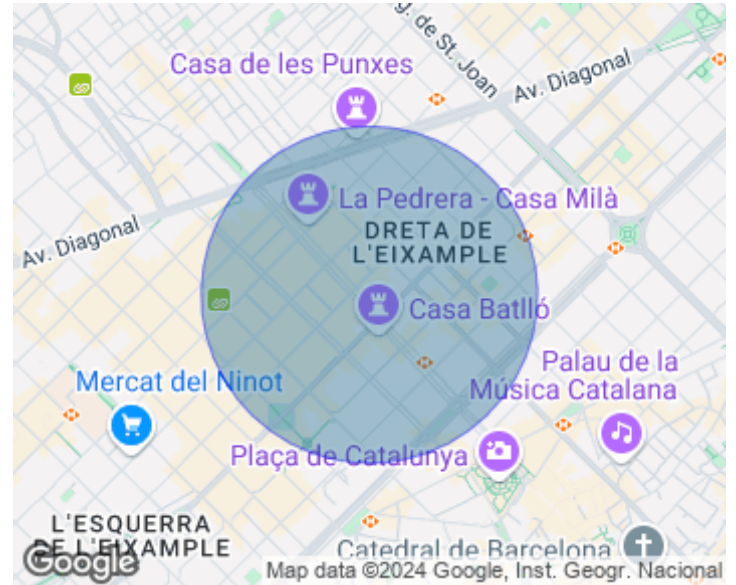 g. de St. Joan
Casa de les Punxes
Av. Diagonal
La Pedrera - Casa Milà
DRETA DE
L'EIXAMPLE
Av. Diagonal
Casa Batlló
Palau de la
Música Catalana
Mercat del Ninot
Plaça de Catalunya
L'ESQUERRA
DE L'EIXAMPLE
Catedral de Barcelona
Google
Map data ©2024 Google, Inst. Geogr. Nacional